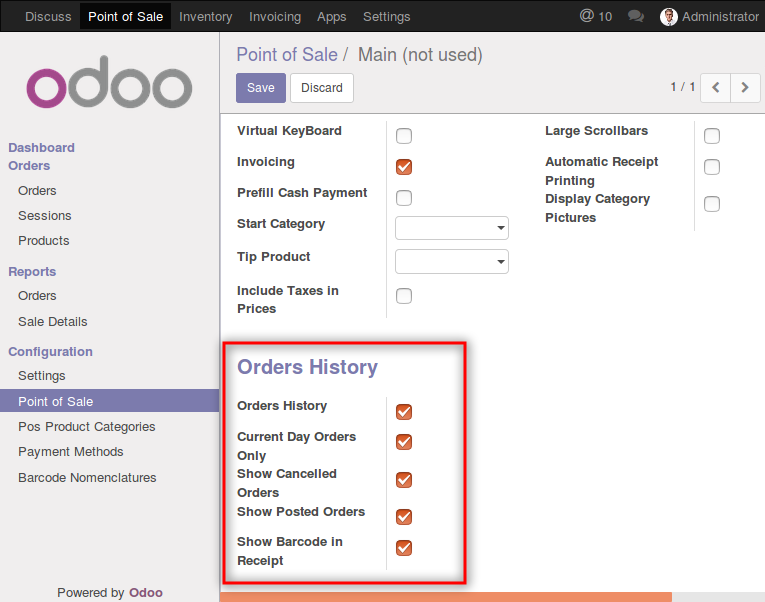 Discuss Point of Sale Inventory Invoicing Apps Settings @ 10 Administrator
odoo
Dashboard
Orders
Orders
Sessions
Products
Reports
Orders
Sale Details
Configuration
Settings
Point of Sale
Pos Product Categories
Payment Methods
Barcode Nomenclatures
Powered by Odoo
Point of Sale / Main (not used)
Save Discard 1 / 1
Virtual KeyBoard
Invoicing
Prefill Cash Payment
Start Category
Tip Product
Include Taxes in
Prices
Large Scrollbars
Automatic Receipt
Printing
Display Category
Pictures
Orders History
Orders History
Current Day Orders
Only
Show Cancelled
Orders
Show Posted Orders
Show Barcode in
Receipt